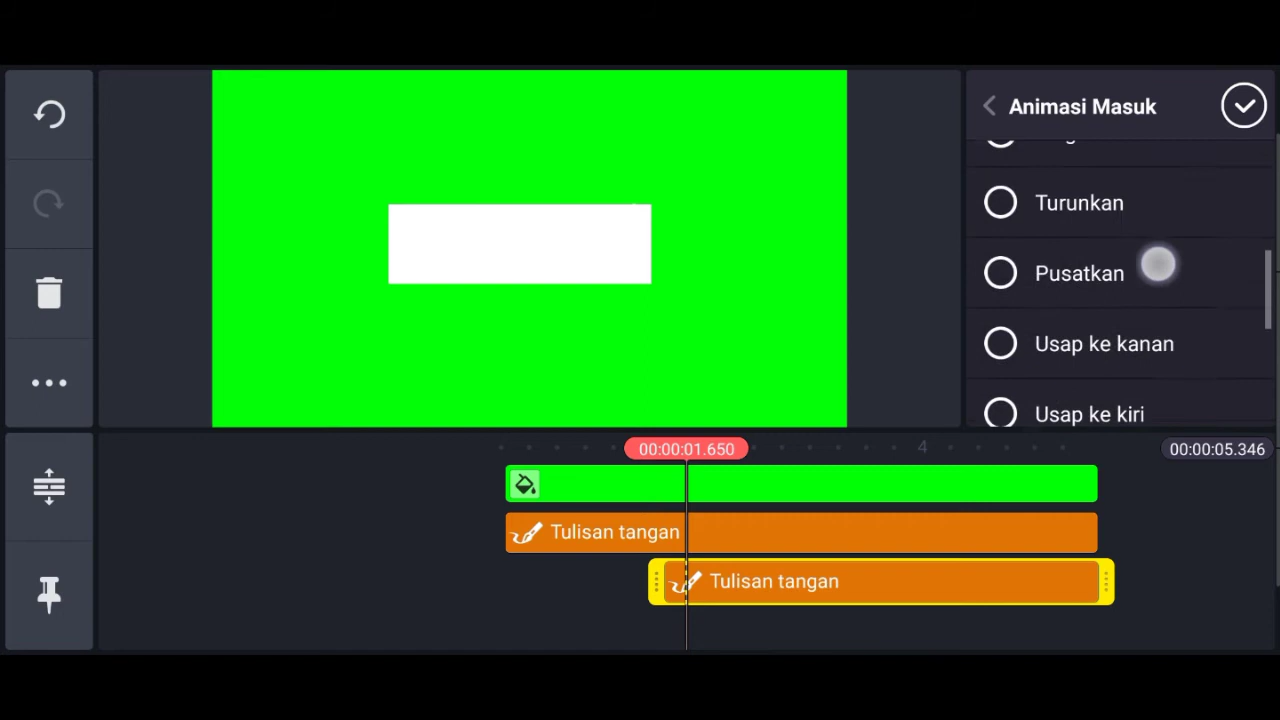 Animasi Masuk
Turunkan
Pusatkan
Usap ke kanan
Usap ke kiri
4
00:00:01.650
00:00:05.346
Tulisan tangan
Tulisan tangan